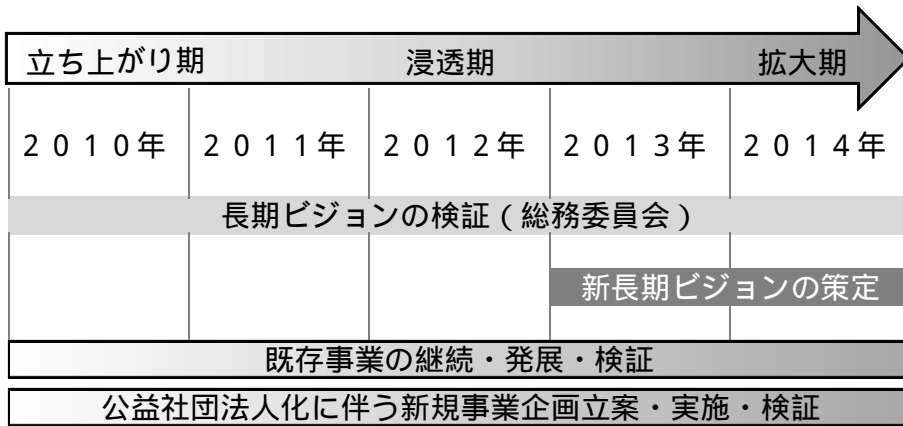 立ち上がり期 浸透期 拡大期
２０１０年 ２０１１年 ２０１２年 ２０１３年 ２０１４年
長期ビジョンの検証（総務委員会）
新長期ビジョンの策定
既存事業の継続・発展・検証
公益社団法人化に伴う新規事業企画立案・実施・検証